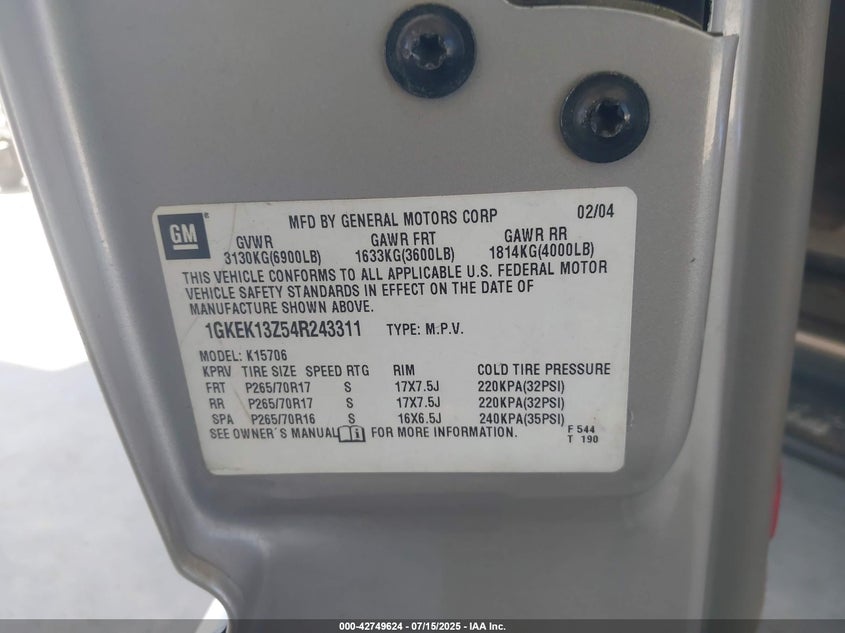 GM
®
MFD BY GENERAL MOTORS CORP 02/04
GVWR GAWR FRT GAWR RR
3130KG(6900LB) 1633KG(3600LB) 1814KG(4000LB)
THIS VEHICLE CONFORMS TO ALL APPLICABLE U.S. FEDERAL MOTOR
VEHICLE SAFETY STANDARDS IN EFFECT ON THE DATE OF
MANUFACTURE SHOWN ABOVE.
1GKEK13Z54R243311 TYPE: M.P.V.
MODEL: K15706
KPRV TIRE SIZE SPEED RTG RIM COLD TIRE PRESSURE
FRT P265/70R17 S 17X7.5J 220KPA(32PSI)
RR P265/70R17 S 17X7.5J 220KPA(32PSI)
SPA P265/70R16 S 16X6.5J 240KPA(35PSI)
SEE OWNER'S MANUAL FOR MORE INFORMATION.
F 544
T 190
000-42749624 / 07/15/2025 - IAA Inc.